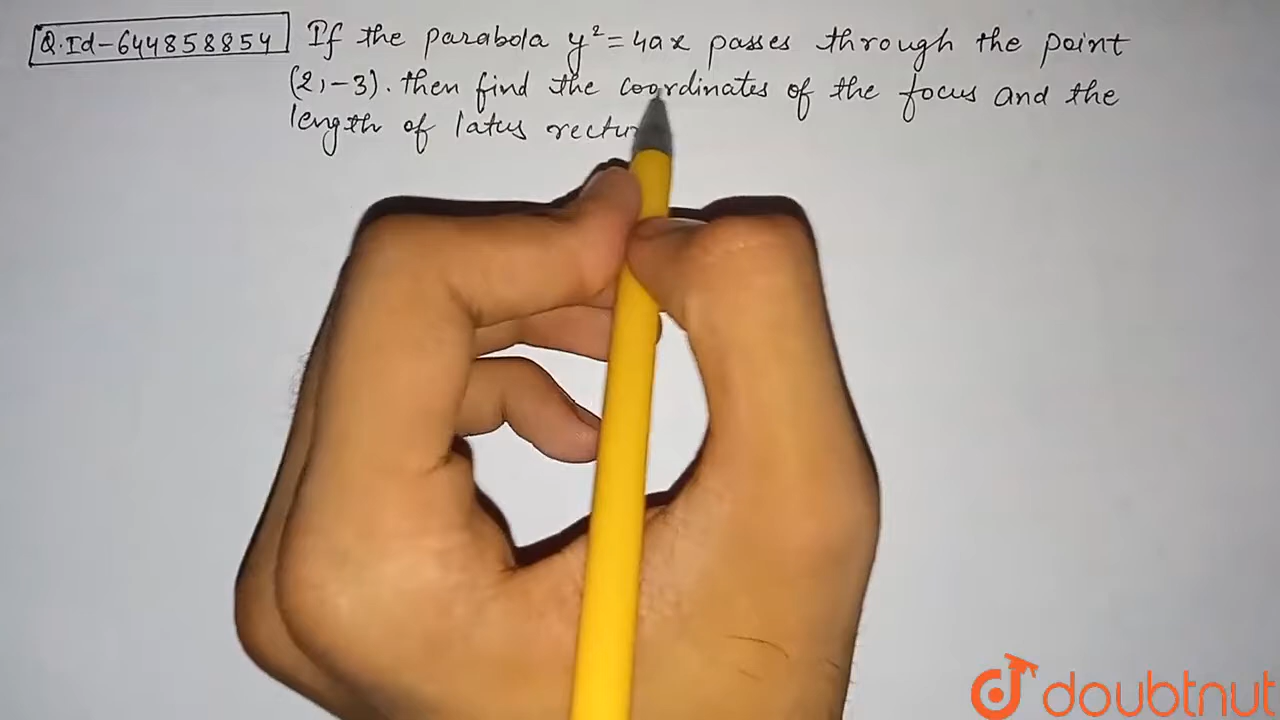 Q.Id-644858854
If the parabola y² = 4ax passes through the point
(2,-3). then find the coordinates of the focus and the
length of latus
doubtnut